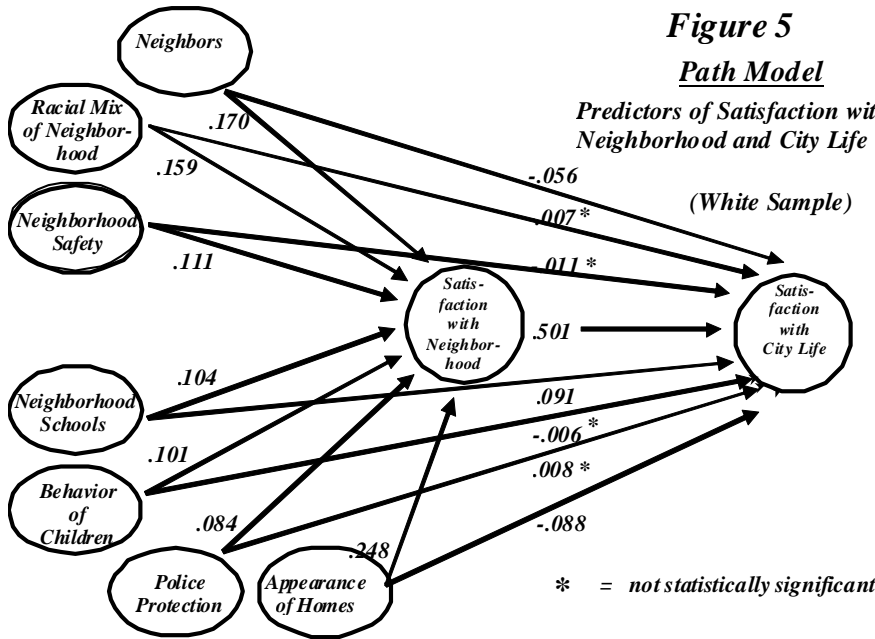 Figure 5
Path Model
Predictors of Satisfaction wit
Neighborhood and City Life
(White Sample)
Neighbors
Racial Mix
of Neighbor-
hood
Neighborhood
Safety
Neighborhood
Schools
Behavior
of
Children
Police
Protection
Appearance
of Homes
.170
.159
.111
.104
.101
.084
.248
Satis-
faction
with
Neighbor-
hood
.501
-.056
.007 *
-.011 *
.091
-.006 *
.008 *
-.088
Satis-
faction
with
City Life
* = not statistically significant